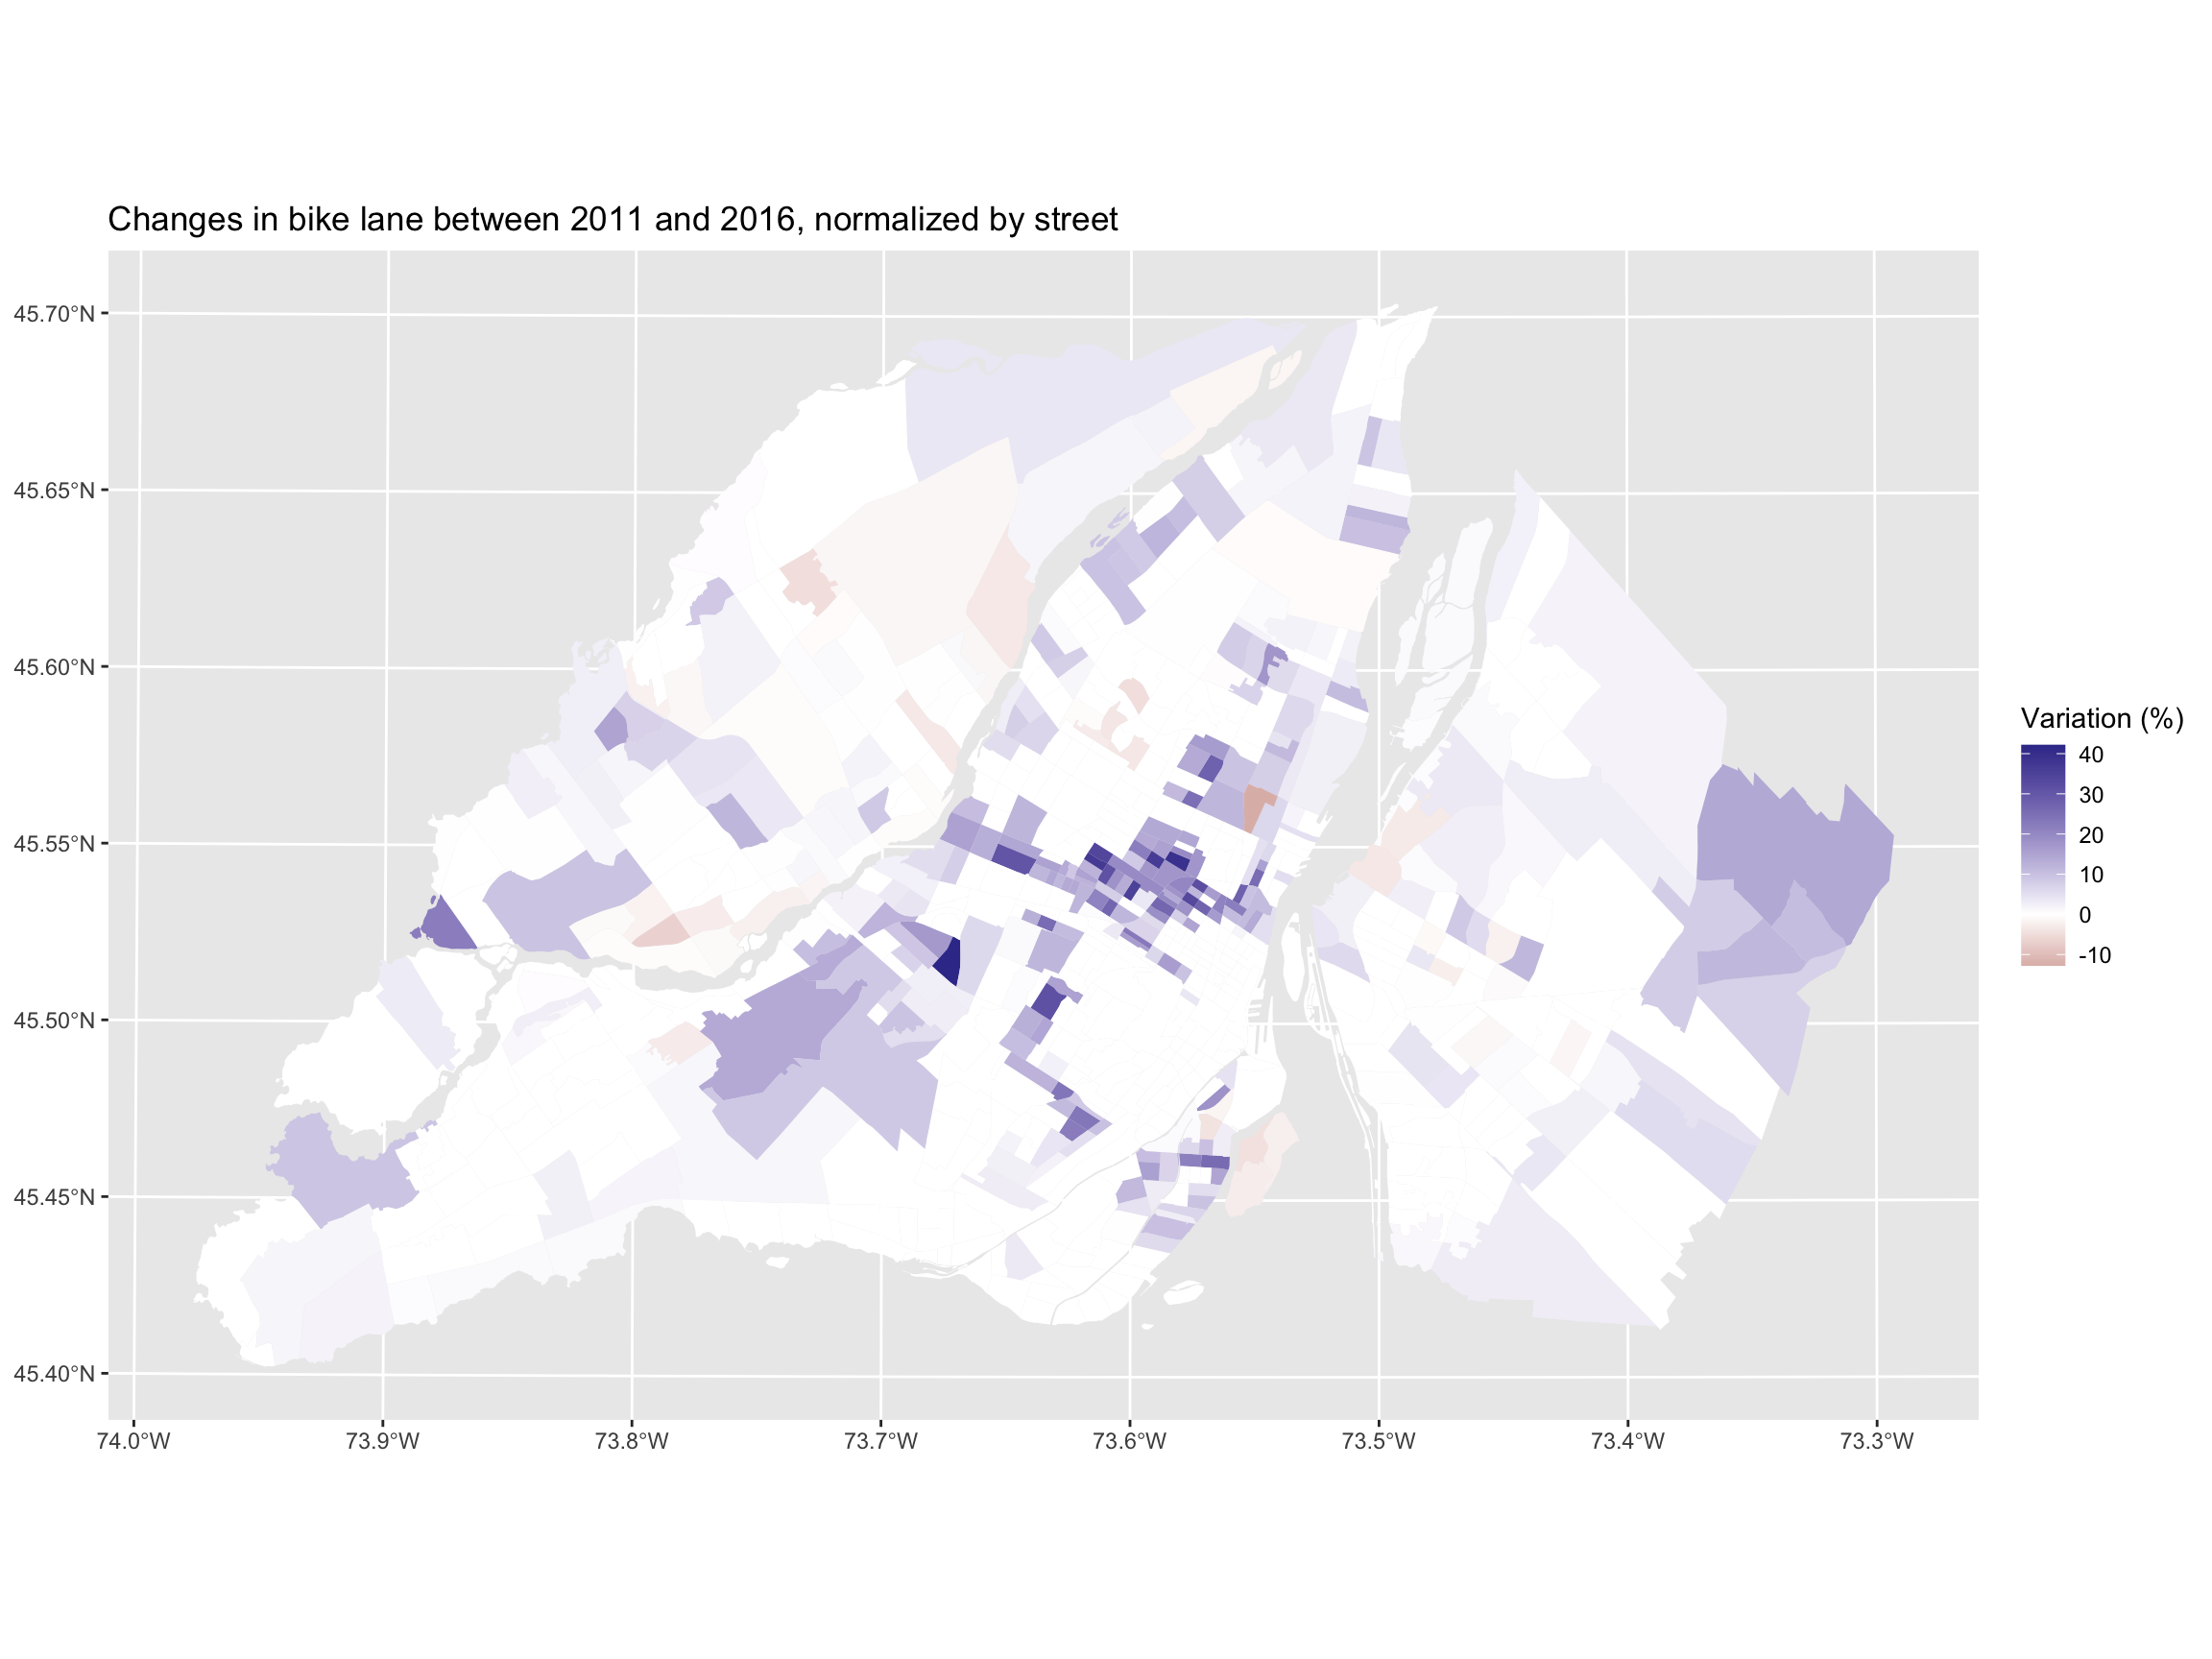 Changes in bike lane between 2011 and 2016, normalized by street
45.70°N
45.65°N
45.60°N
45.55°N
45.50°N
45.45°N
45.40°N
74.0°W 73.9°W 73.8°W 73.7°W 73.6°W 73.5°W 73.4°W 73.3°W
Variation (%)
40
30
20
10
0
-10